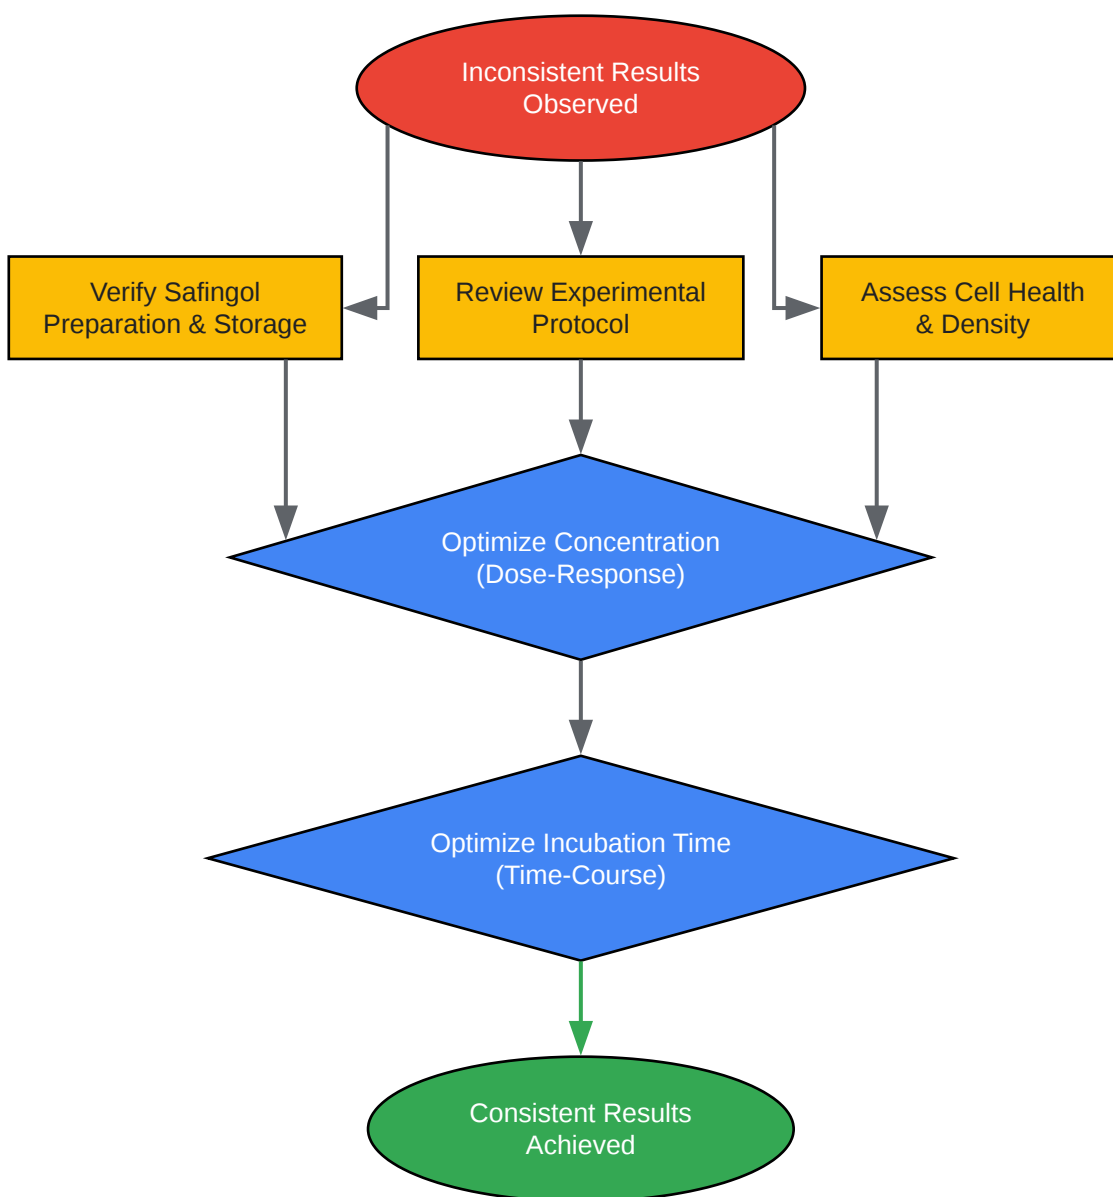 Inconsistent Results
Observed
Verify Safingol
Preparation & Storage
Review Experimental
Protocol
Assess Cell Health
& Density
Optimize Concentration
(Dose-Response)
Optimize Incubation Time
(Time-Course)
Consistent Results
Achieved